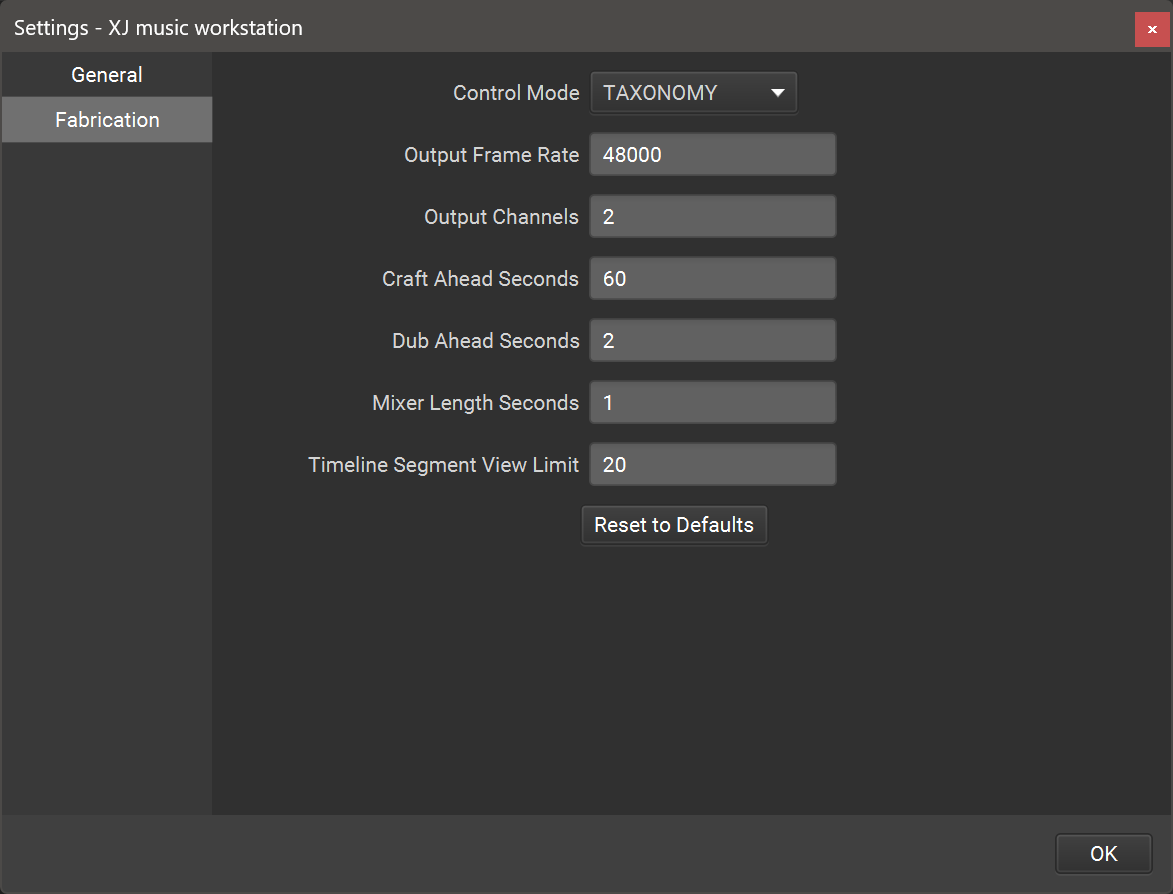 Settings - XJ music workstation
×
General
Fabrication
Control Mode TAXONOMY
Output Frame Rate 48000
Output Channels 2
Craft Ahead Seconds 60
Dub Ahead Seconds 2
Mixer Length Seconds 1
Timeline Segment View Limit 20
Reset to Defaults
OK